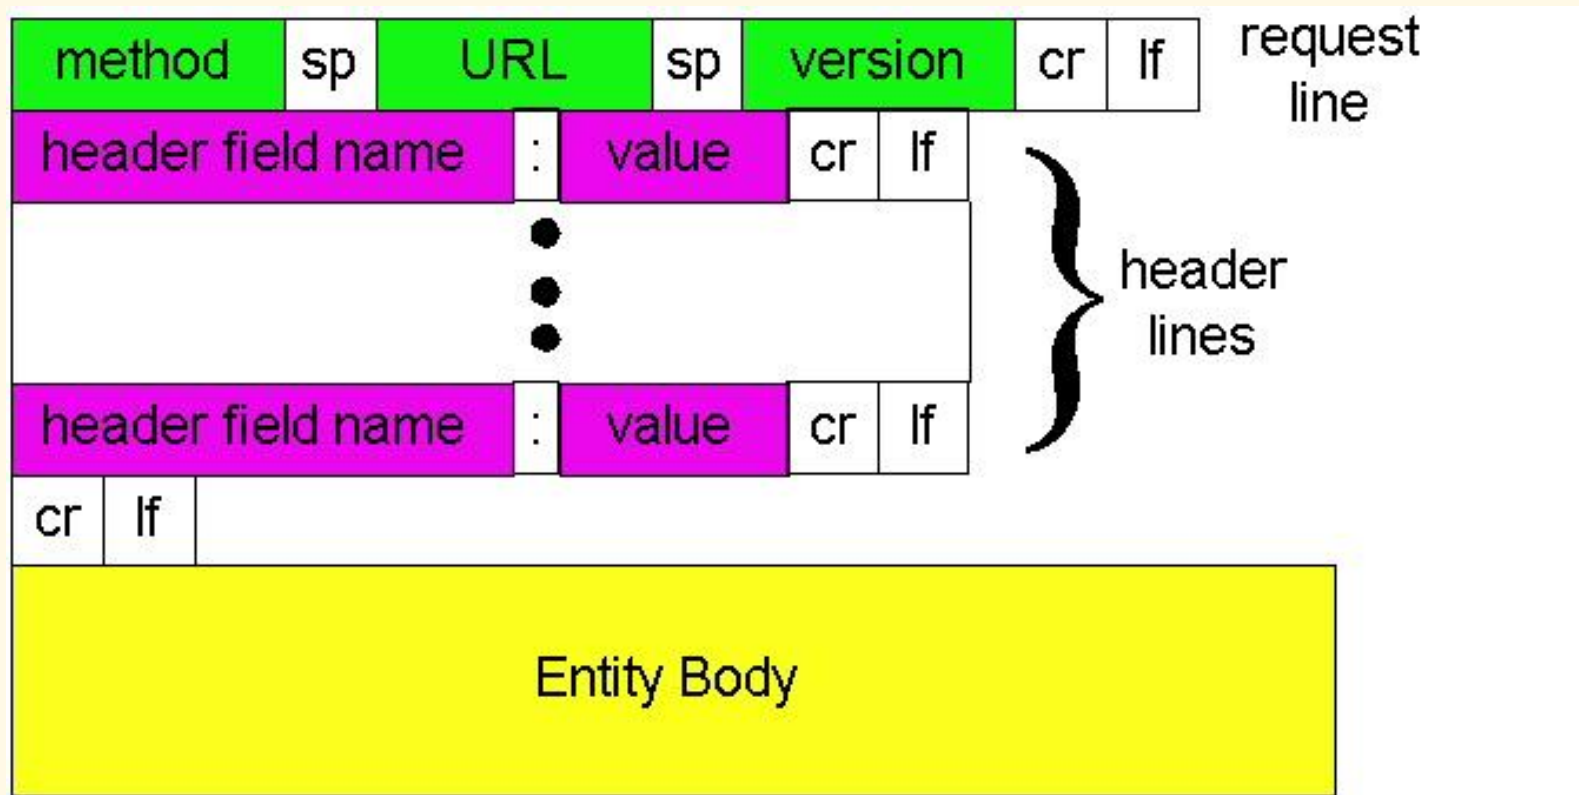 method sp URL sp version cr lf request line
header field name : value cr lf
header lines
header field name : value cr lf
cr lf
Entity Body